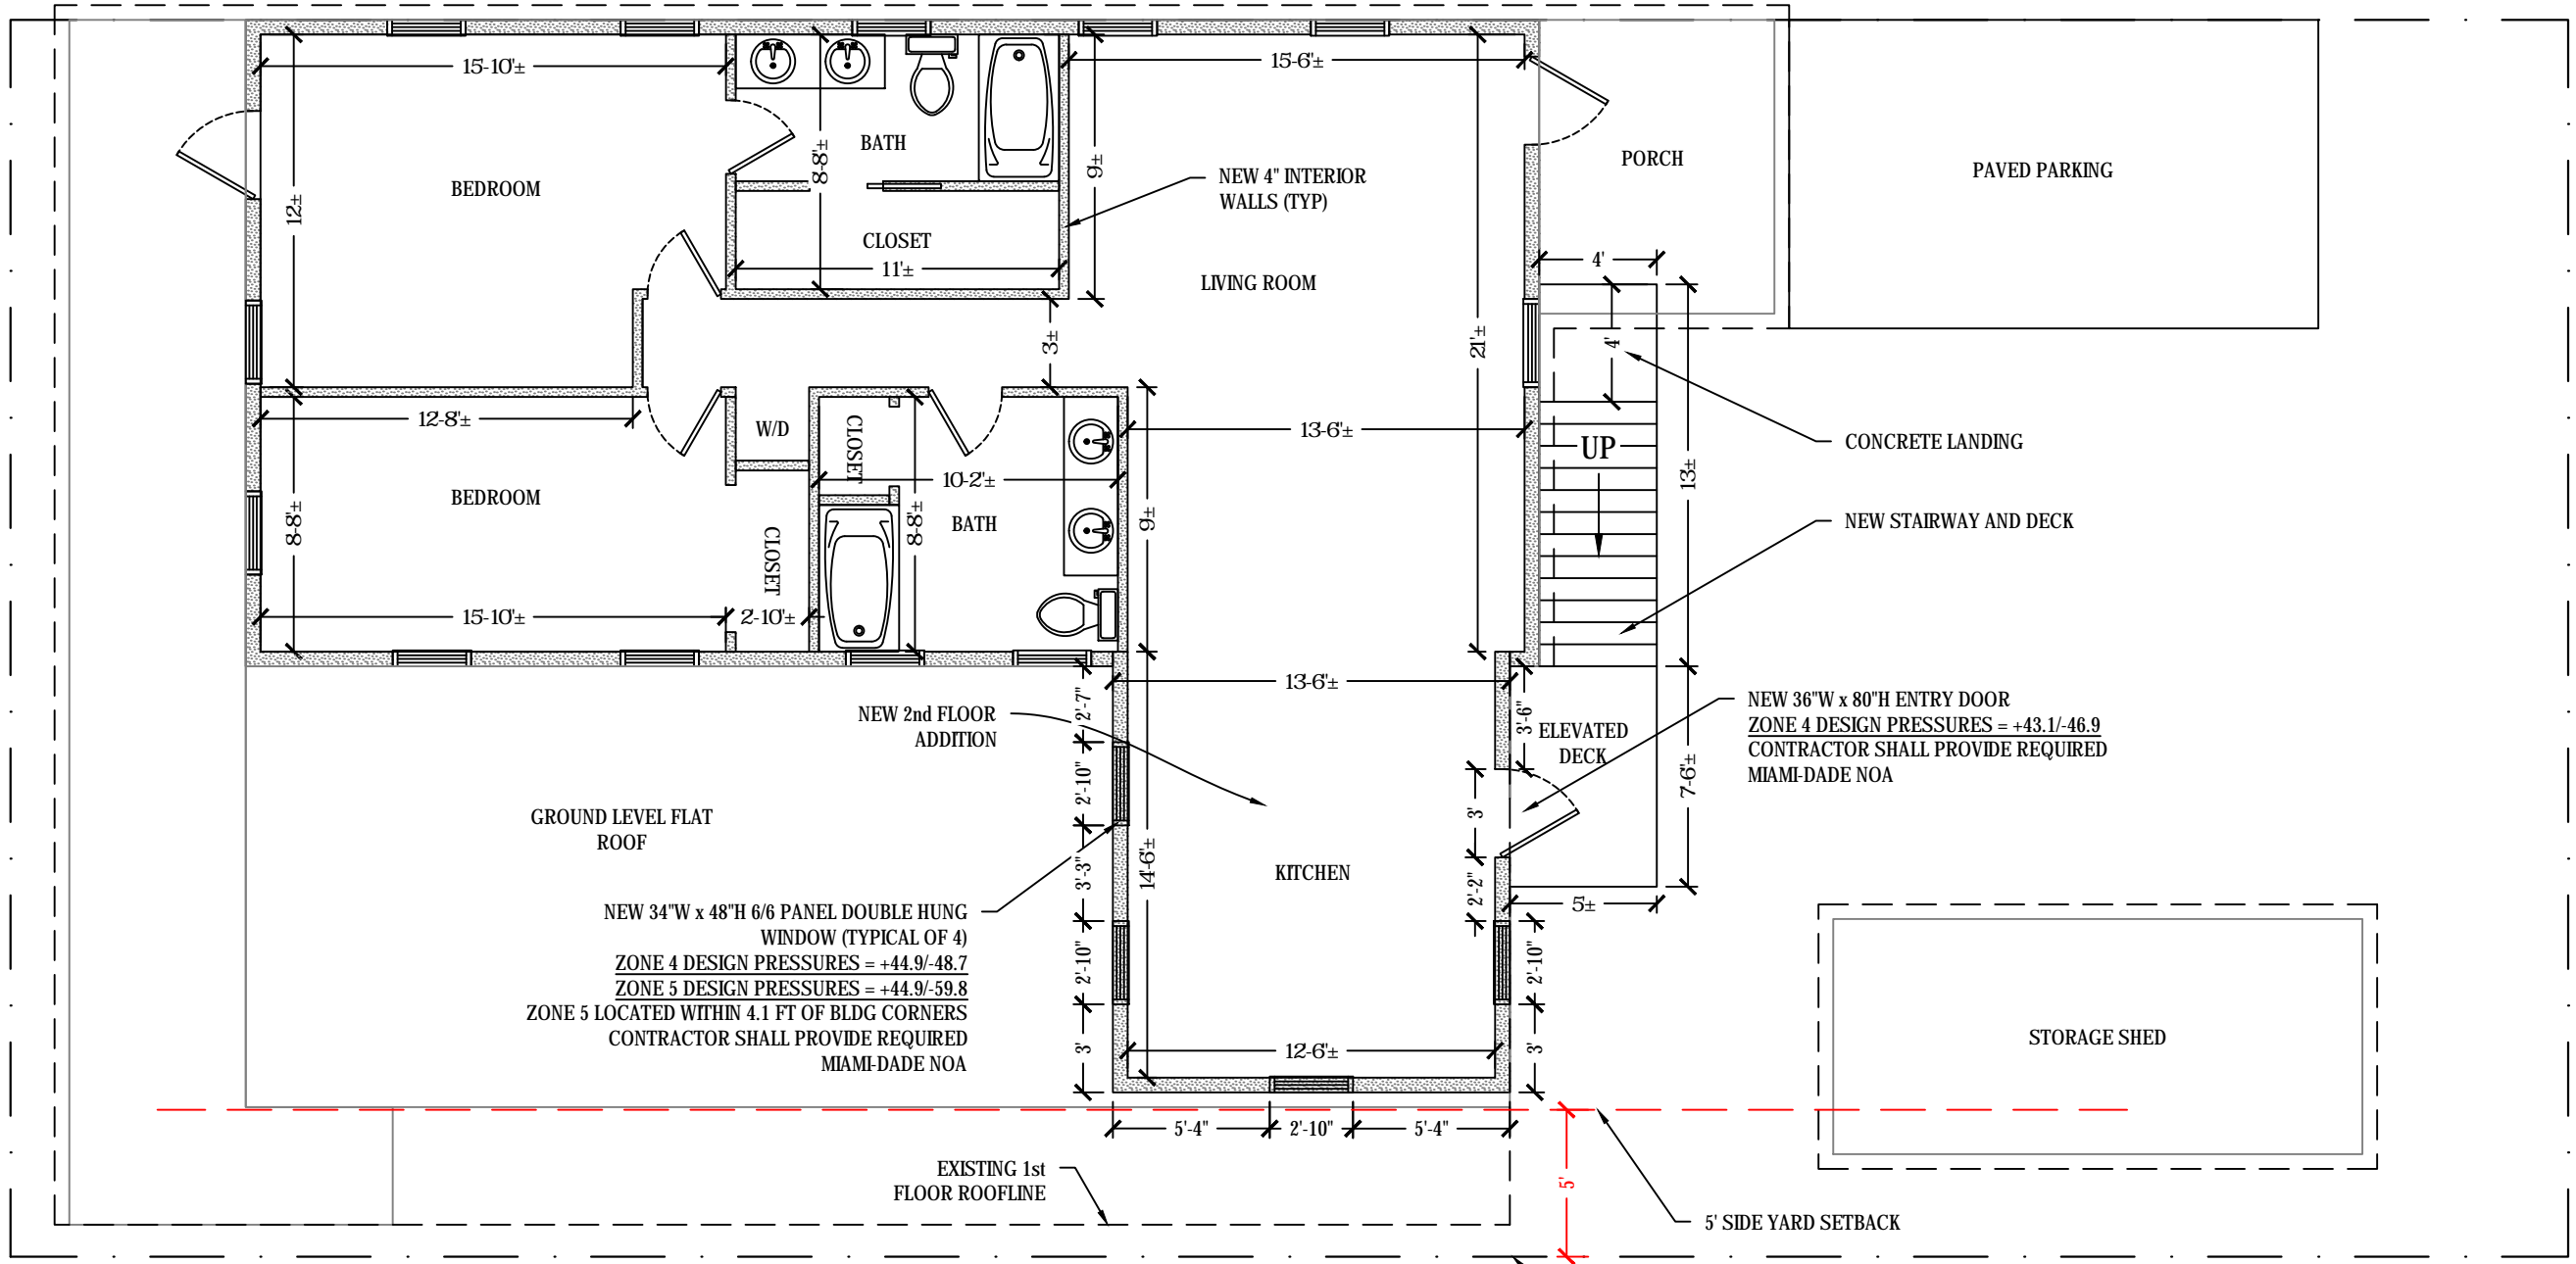 15'-10"±
15'-6"±
BATH
8'-8"±
9'±
PORCH
PAVED PARKING
BEDROOM
NEW 4" INTERIOR
WALLS (TYP)
12'±
CLOSET
11'±
4'
LIVING ROOM
3'±
21'±
4'
12'-8"±
W/D
CLOSET
13'-6"±
UP
CONCRETE LANDING
13'±
BEDROOM
10'-2"±
8'-8"±
8'-8"±
BATH
9'±
NEW STAIRWAY AND DECK
CLOSET
15'-10"±
2'-10"±
13'-6"±
2'-7"
NEW 2nd FLOOR
ADDITION
3'-6"
ELEVATED
DECK
NEW 36"W x 80"H ENTRY DOOR
ZONE 4 DESIGN PRESSURES = +43.1/-46.9
CONTRACTOR SHALL PROVIDE REQUIRED
MIAMI-DADE NOA
7'-6"±
2'-10"
3'
GROUND LEVEL FLAT
ROOF
14'-6"±
KITCHEN
3'-3"
2'-2"
5'±
NEW 34"W x 48"H 6/6 PANEL DOUBLE HUNG
WINDOW (TYPICAL OF 4)
ZONE 4 DESIGN PRESSURES = +44.9/-48.7
ZONE 5 DESIGN PRESSURES = +44.9/-59.8
ZONE 5 LOCATED WITHIN 4.1 FT OF BLDG CORNERS
CONTRACTOR SHALL PROVIDE REQUIRED
MIAMI-DADE NOA
2'-10"
2'-10"
STORAGE SHED
3'
12'-6"±
3'
5'-4"
2'-10"
5'-4"
EXISTING 1st
FLOOR ROOFLINE
5'
5' SIDE YARD SETBACK